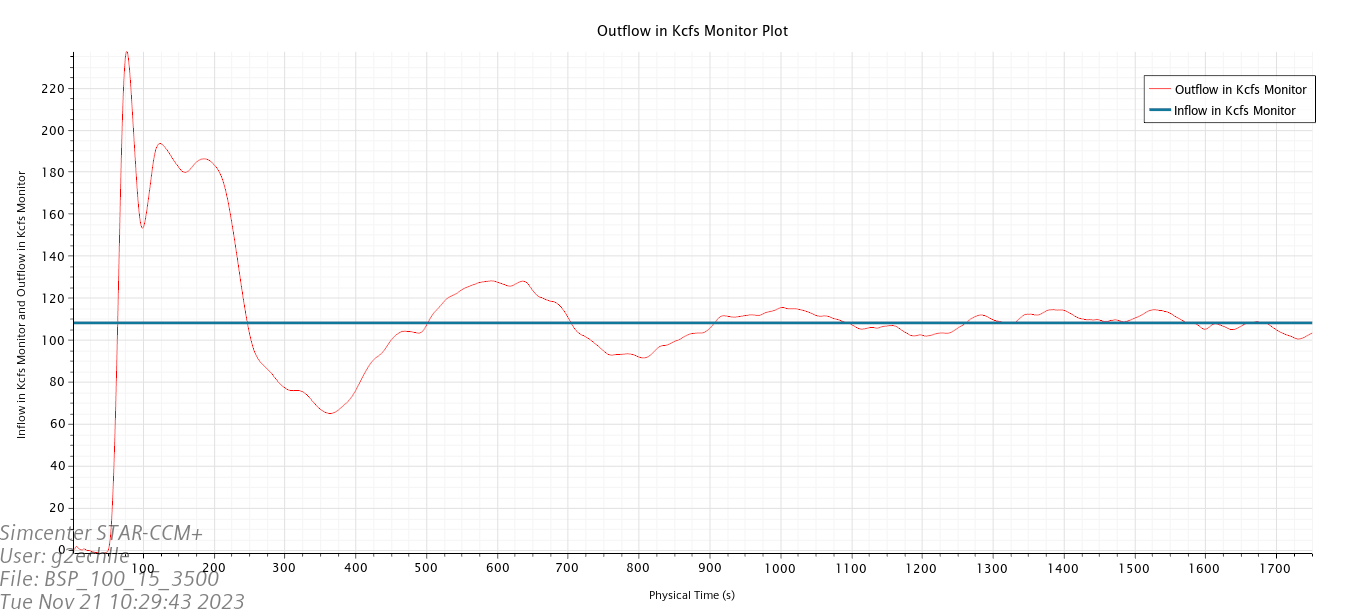 Outflow in Kcfs Monitor Plot
Outflow in Kcfs Monitor
Inflow in Kcfs Monitor
Inflow in Kcfs Monitor and Outflow in Kcfs Monitor
220
200
180
160
140
120
100
80
60
40
20
0
100 200 300 400 500 600 700 800 900 1000 1100 1200 1300 1400 1500 1600 1700
Physical Time (s)
Simcenter STAR-CCM+
User:
File: BSP_100_15_3500
Tue Nov 21 10:29:43 2023